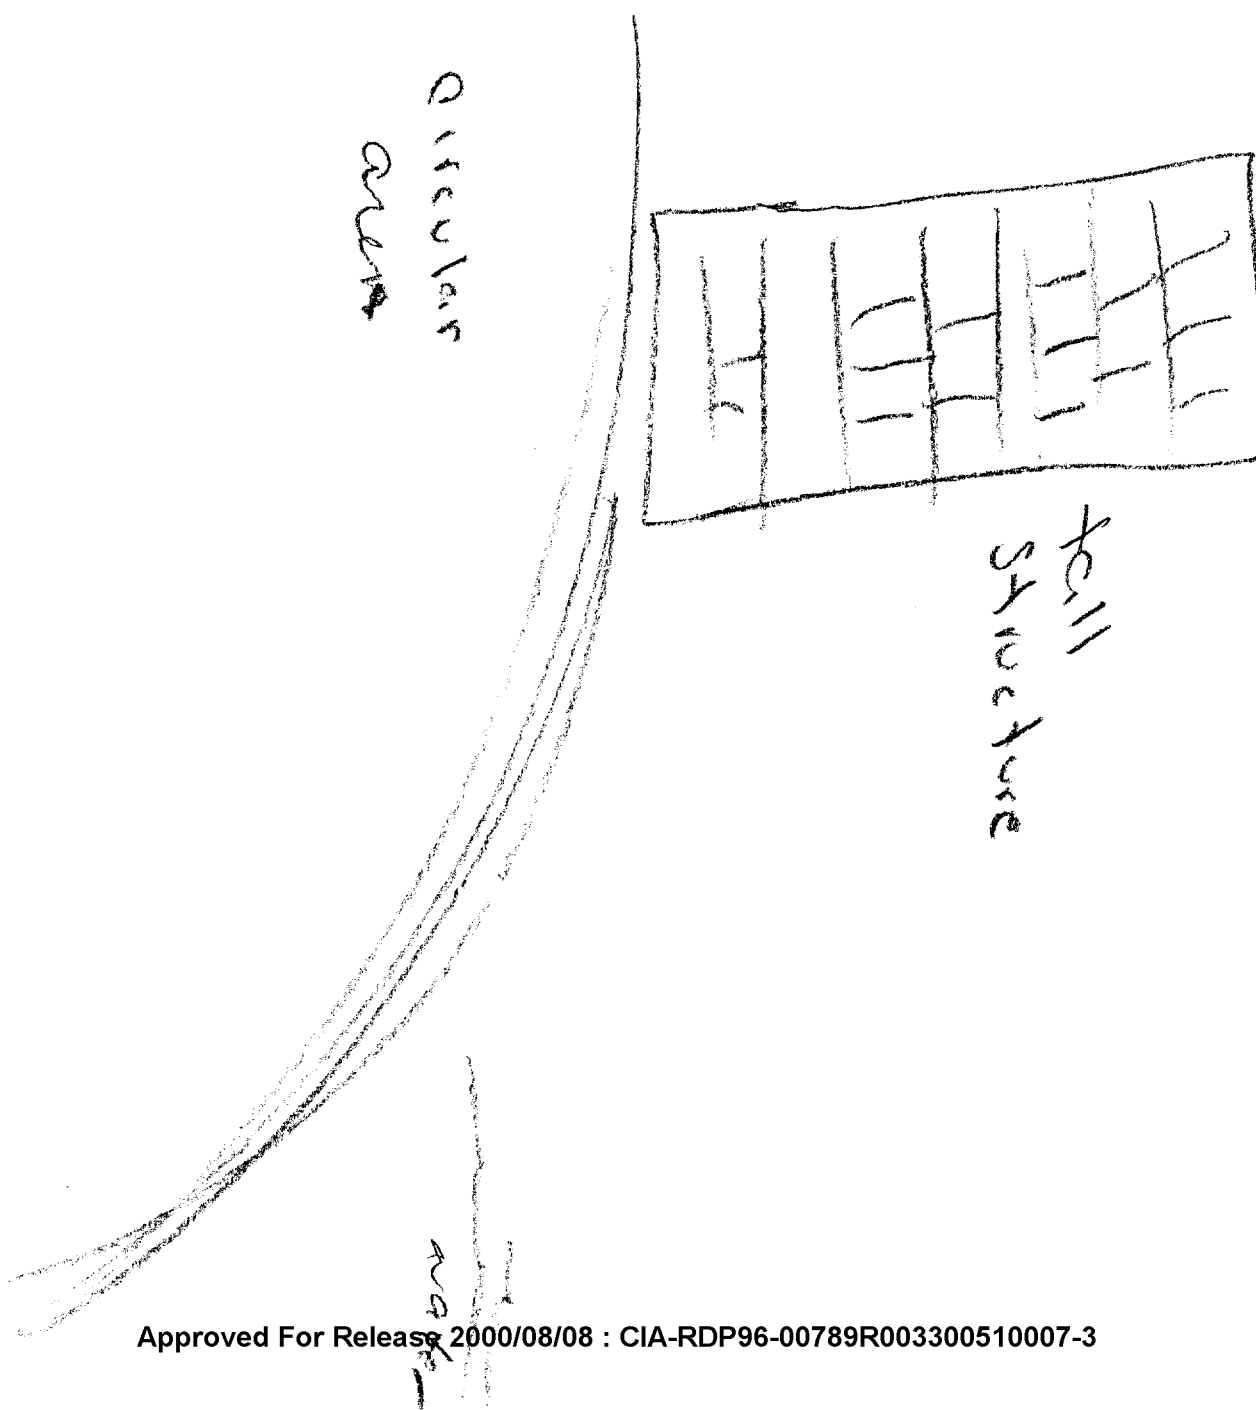 Circular
area
tall
structure
Approved For Release 2000/08/08 : CIA-RDP96-00789R003300510007-3